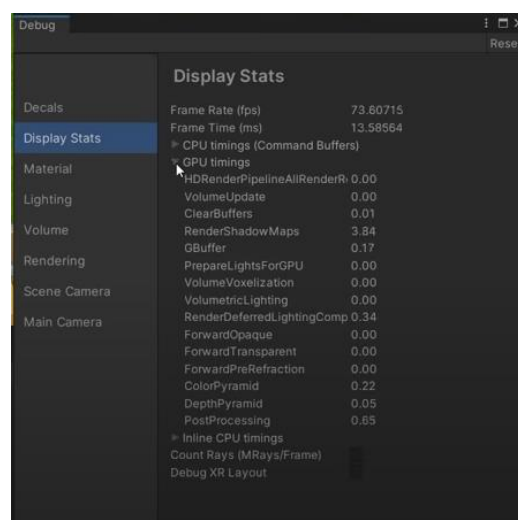 Debug
Rese
Display Stats
Decals
Display Stats
Material
Lighting
Volume
Rendering
Scene Camera
Main Camera
Frame Rate (fps) 73.60715
Frame Time (ms) 13.58564
CPU timings (Command Buffers)
GPU timings
HDRenderPipelineAllRenderR 0.00
VolumeUpdate 0.00
ClearBuffers 0.01
RenderShadowMaps 3.84
GBuffer 0.17
PrepareLightsForGPU 0.00
VolumeVoxelization 0.00
VolumetricLighting 0.00
RenderDeferredLightingComp 0.34
ForwardOpaque 0.00
ForwardTransparent 0.00
ForwardPreRefraction 0.00
ColorPyramid 0.22
DepthPyramid 0.05
PostProcessing 0.65
Inline CPU timings
Count Rays (MRays/Frame)
Debug XR Layout